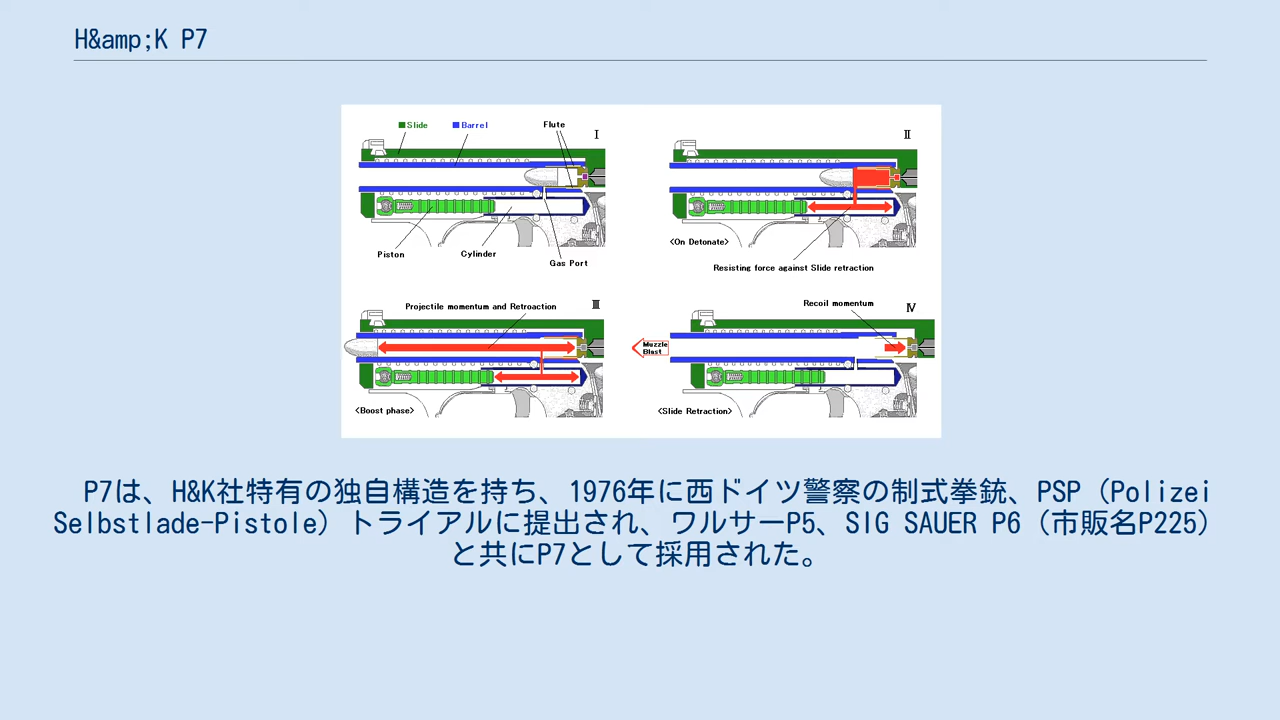 H&amp;K P7
Slide Barrel Flute I
Piston Cylinder Gas Port
II
<On Detonate>
Resisting force against Slide retraction
Projectile momentum and Retroaction III
<Boost phase>
Recoil momentum IV
Muzzle
Blast
<Slide Retraction>
P7は、H&K社特有の独自構造を持ち、1976年に西ドイツ警察の制式拳銃、PSP（Polizei
Selbstlade-Pistole）トライアルに提出され、ワルサーP5、SIG SAUER P6（市販名P225）
と共にP7として採用された。